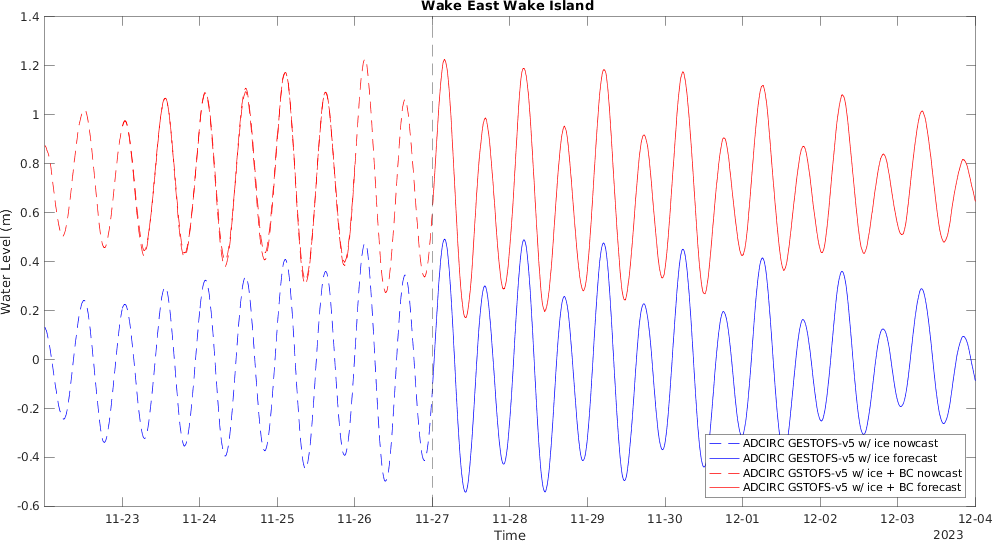 Wake East Wake Island
1.4
1.2
1
0.8
0.6
0.4
0.2
0
-0.2
-0.4
-0.6
Water Level (m)
ADCIRC GESTOFS-v5 w/ ice nowcast
ADCIRC GESTOFS-v5 w/ ice forecast
ADCIRC GSTOFS-v5 w/ ice + BC nowcast
ADCIRC GSTOFS-v5 w/ ice + BC forecast
11-23 11-24 11-25 11-26 11-27 11-28 11-29 11-30 12-01 12-02 12-03 12-04
Time
2023